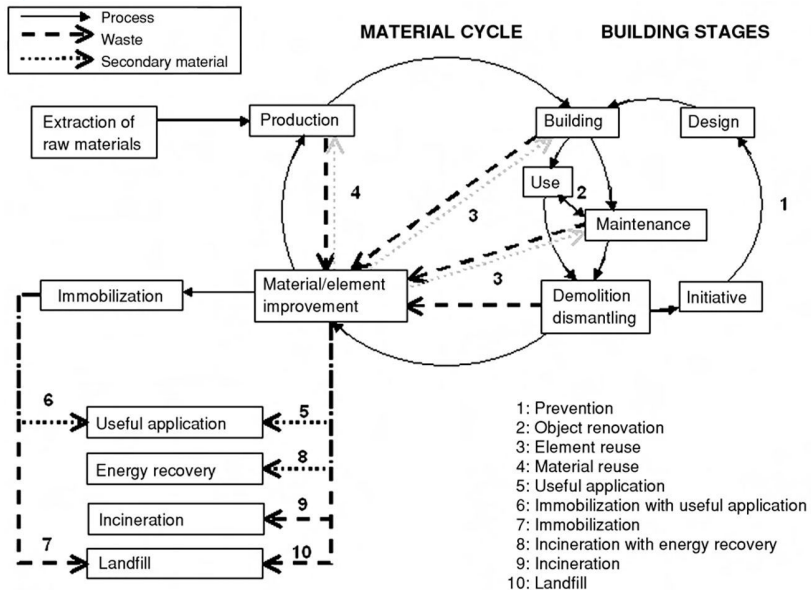 Process
Waste
Secondary material
MATERIAL CYCLE
BUILDING STAGES
Extraction of
raw materials
Production
Building
Design
4
3
Use
2
Maintenance
1
3
Immobilization
Material/element
improvement
Demolition
dismantling
Initiative
6
Useful application
5
Energy recovery
8
Incineration
9
7
Landfill
10
1: Prevention
2: Object renovation
3: Element reuse
4: Material reuse
5: Useful application
6: Immobilization with useful application
7: Immobilization
8: Incineration with energy recovery
9: Incineration
10: Landfill